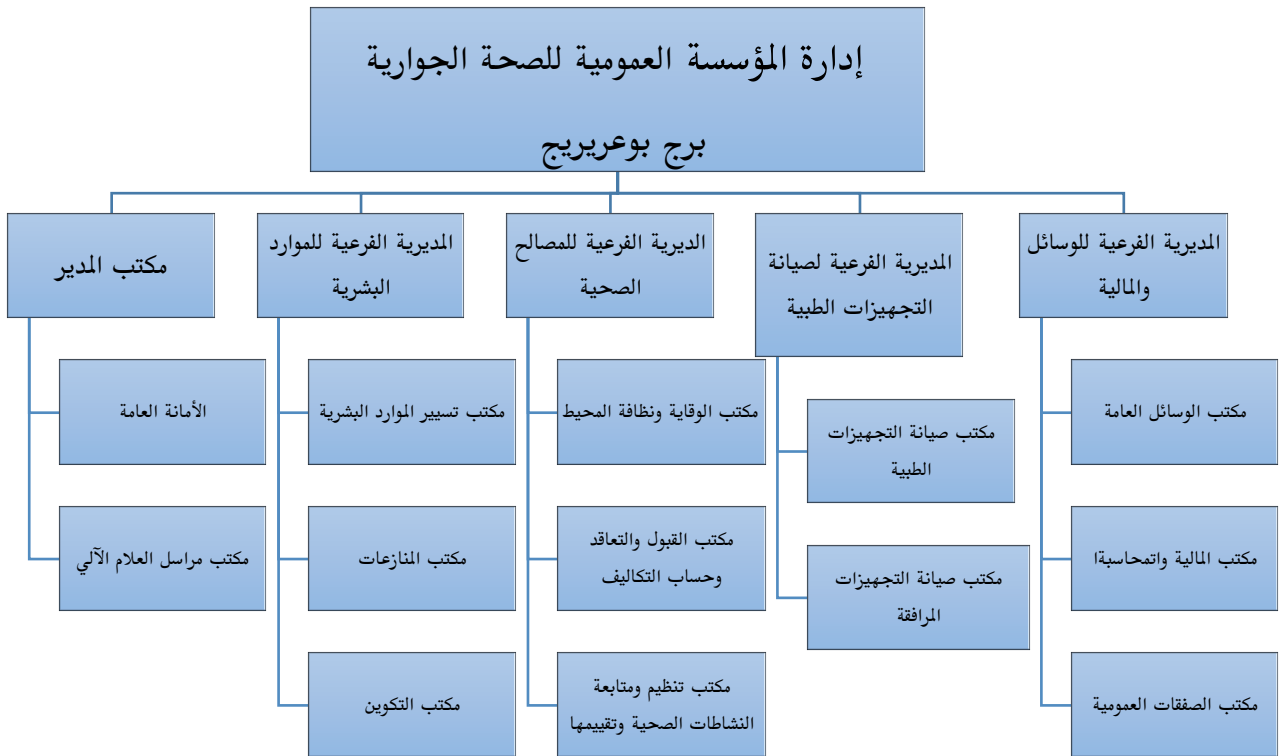 إدارة المؤسسة العمومية للصحة الجوارية
برج بوعريريج
المديرية الفرعية للوسائل
والمالية
المديرية الفرعية لصيانة
التجهيزات الطبية
الديرية الفرعية للمصالح
الصحية
المديرية الفرعية للموارد
البشرية
مكتب المدير
مكتب الوسائل العامة
مكتب المالية واتمحاسبةا
مكتب الصفقات العمومية
مكتب صيانة التجهيزات
الطبية
مكتب صيانة التجهيزات
المرافقة
مكتب الوقاية ونظافة المحيط
مكتب القبول والتعاقد
وحساب التكاليف
مكتب تنظيم ومتابعة
النشاطات الصحية وتقييمها
مكتب تسيير الموارد البشرية
مكتب المنازعات
مكتب التكوين
الأمانة العامة
مكتب مراسل العلام الآلي